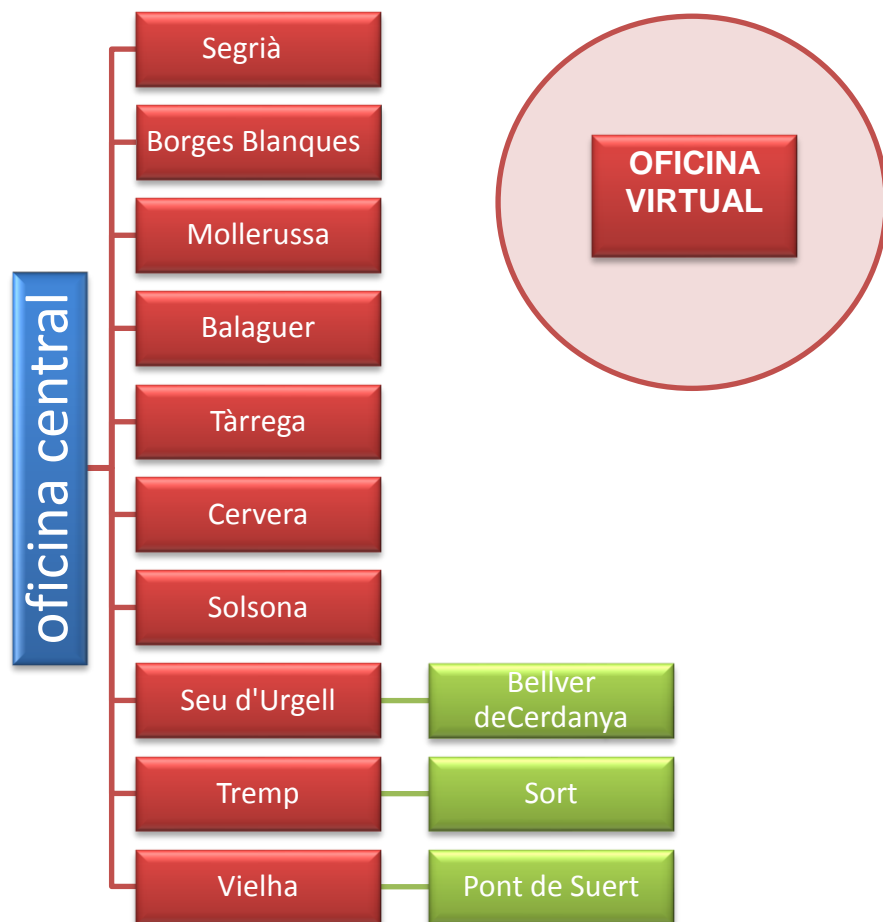 Segrià
Borges Blanques
Mollerussa
Balaguer
Tàrrega
Cervera
Solsona
Seu d'Urgell
Tremp
Vielha
oficina central
Bellver
deCerdanya
Sort
Pont de Suert
OFICINA
VIRTUAL